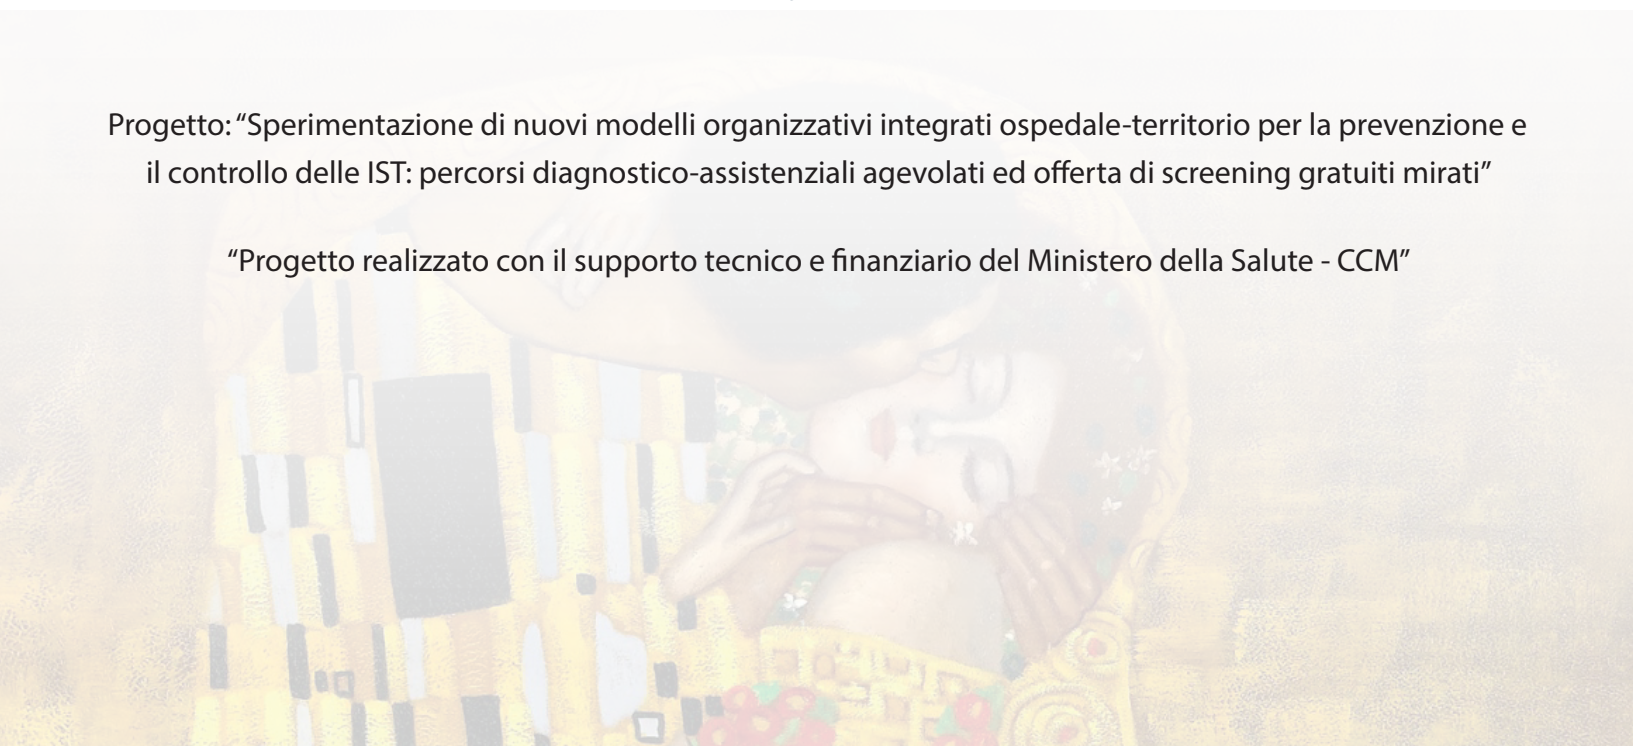 Progetto: “Sperimentazione di nuovi modelli organizzativi integrati ospedale-territorio per la prevenzione e
il controllo delle IST: percorsi diagnostico-assistenziali agevolati ed offerta di screening gratuiti mirati”
“Progetto realizzato con il supporto tecnico e finanziario del Ministero della Salute - CCM”